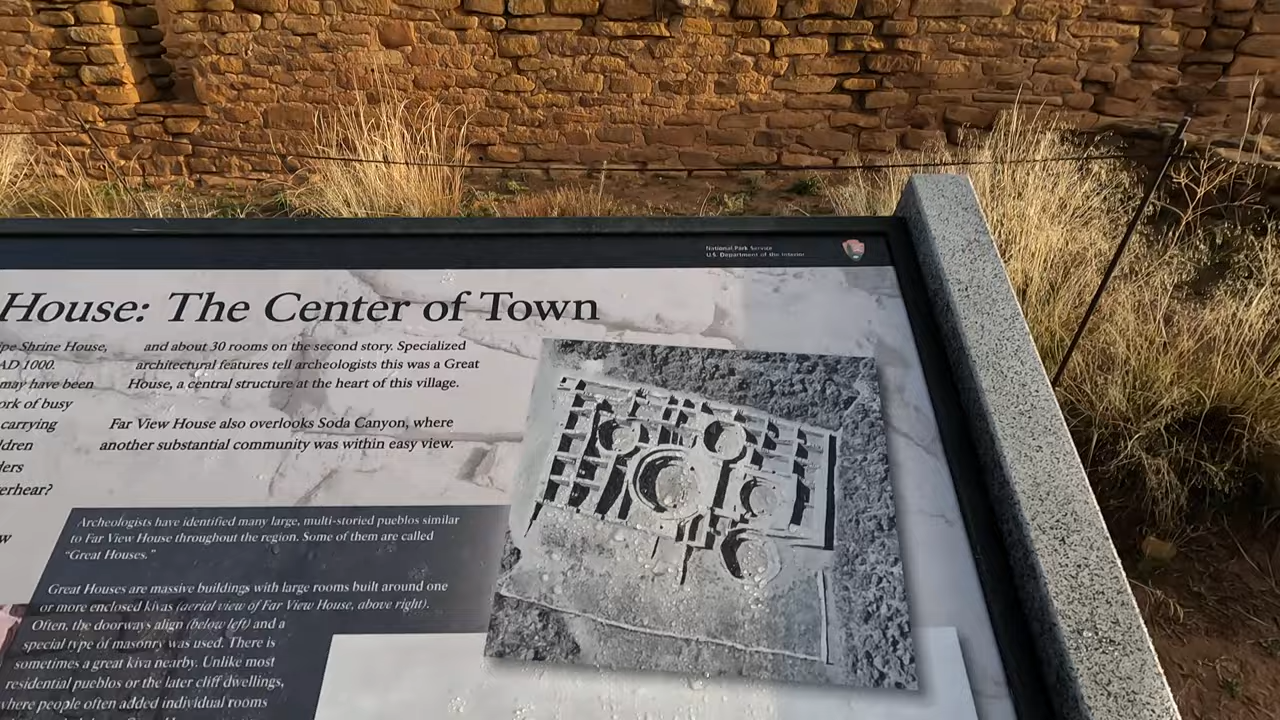 National Park Service
U.S. Department of the Interior
House: The Center of Town
ipe Shrine House,
AD 1000.
may have been
ork of busy
carrying
ldren
ders
erhear?
w
and about 30 rooms on the second story. Specialized
architectural features tell archeologists this was a Great
House, a central structure at the heart of this village.
Far View House also overlooks Soda Canyon, where
another substantial community was within easy view.
Archeologists have identified many large, multi-storied pueblos similar
to Far View House throughout the region. Some of them are called
“Great Houses.”
Great Houses are massive buildings with large rooms built around one
or more enclosed kivas (aerial view of Far View House, above right).
Often, the doorways align (below left) and a
special type of masonry was used. There is
sometimes a great kiva nearby. Unlike most
residential pueblos or the later cliff dwellings,
where people often added individual rooms